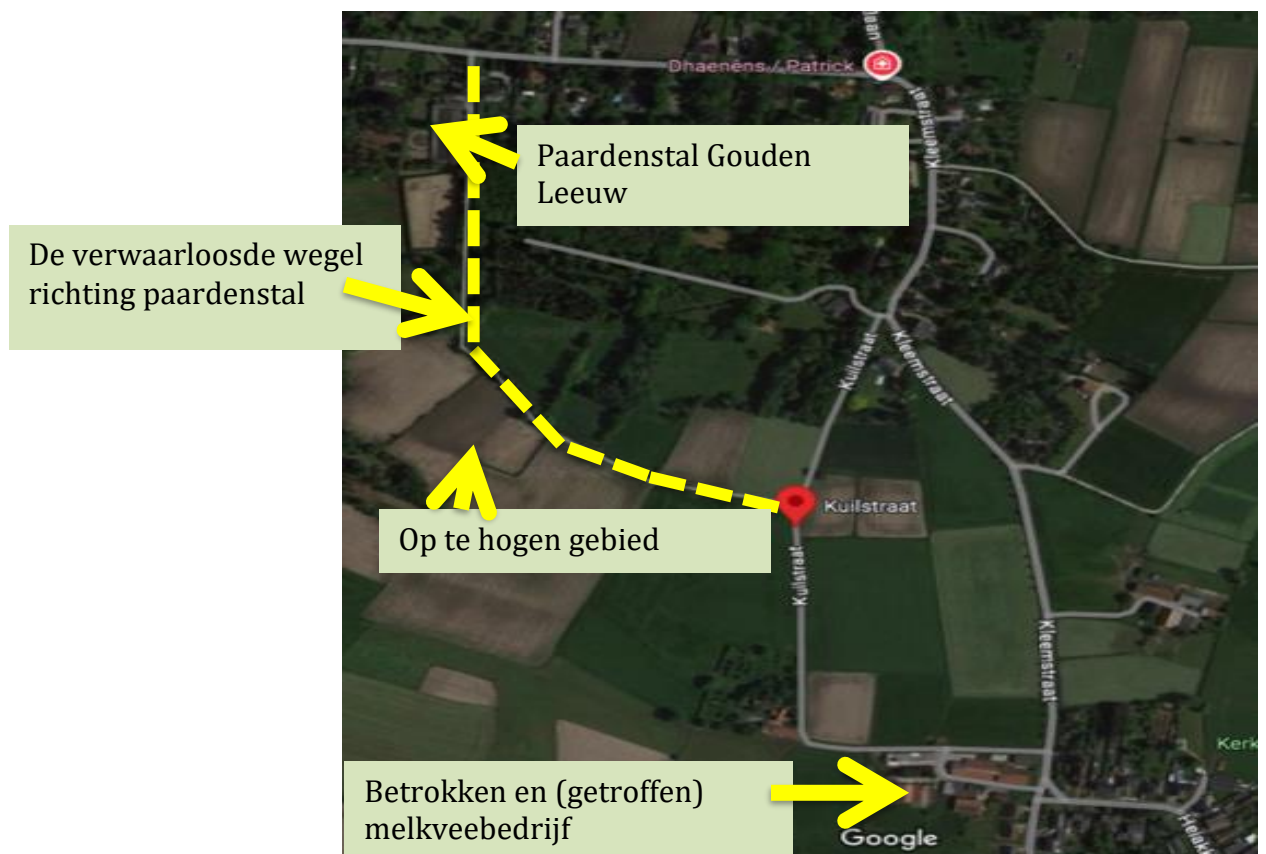 aan
Dhaenens / Patrick
Kleemstraat
Paardenstal Gouden
Leeuw
De verwaarloosde wegel
richting paardenstal
Kuilstraat
Kleemstraat
Kuilstraat
Op te hogen gebied
Kuilstraat
Kleemstraat
Kerk
Betrokken en (getroffen)
melkveebedrijf
Google